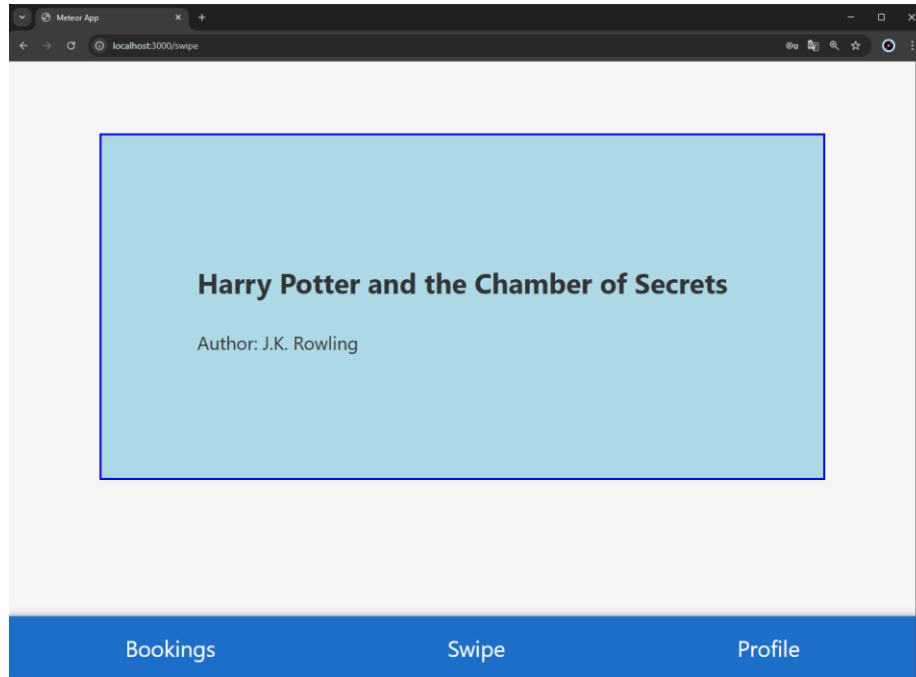 Meteor App
localhost:3000/swipe
Harry Potter and the Chamber of Secrets
Author: J.K. Rowling
Bookings Swipe Profile